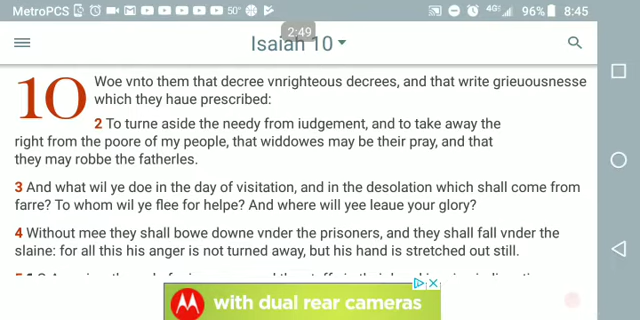 MetroPCS 50° 4G 96% 8:45
2:49
Isaiah 10
10 Woe vnto them that decree vnrighteous decrees, and that write grieuousnesse
which they haue prescribed:
2 To turne aside the needy from iudgement, and to take away the
right from the poore of my people, that widdowes may be their pray, and that
they may robbe the fatherles.
3 And what wil ye doe in the day of visitation, and in the desolation which shall come from
farre? To whom wil ye flee for helpe? And where will yee leaue your glory?
4 Without mee they shall bowe downe vnder the prisoners, and they shall fall vnder the
slaine: for all this his anger is not turned away, but his hand is stretched out still.
with dual rear cameras